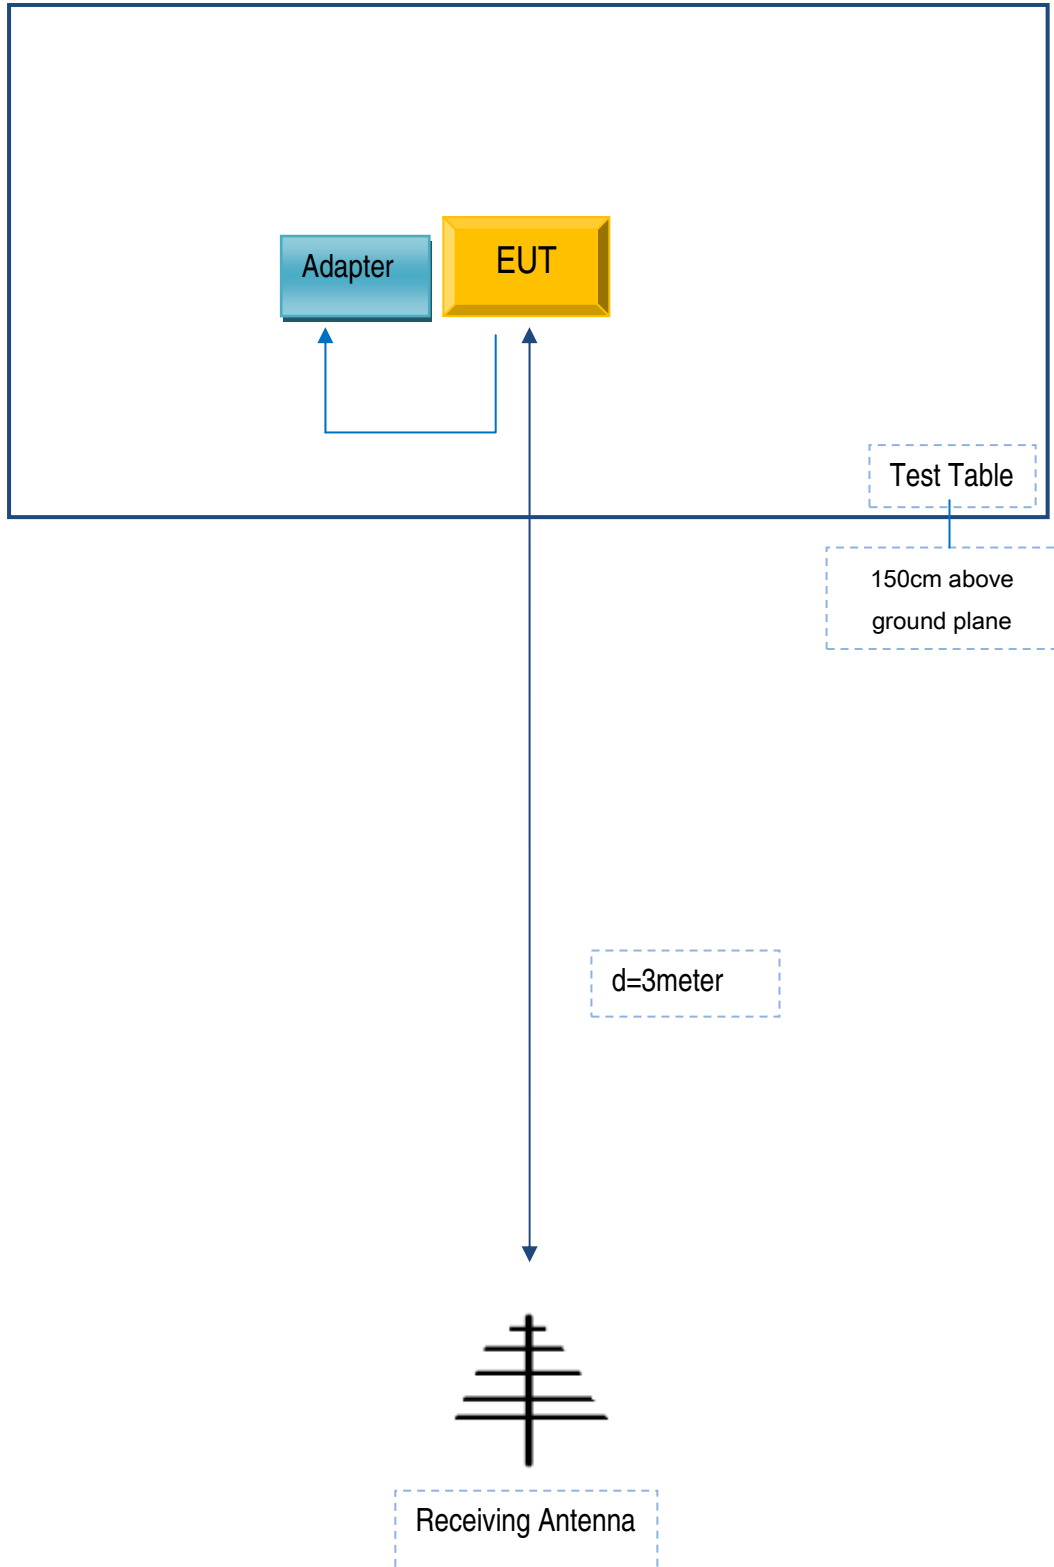 Adapter
EUT
Test Table
150cm above
ground plane
d=3meter
Receiving Antenna